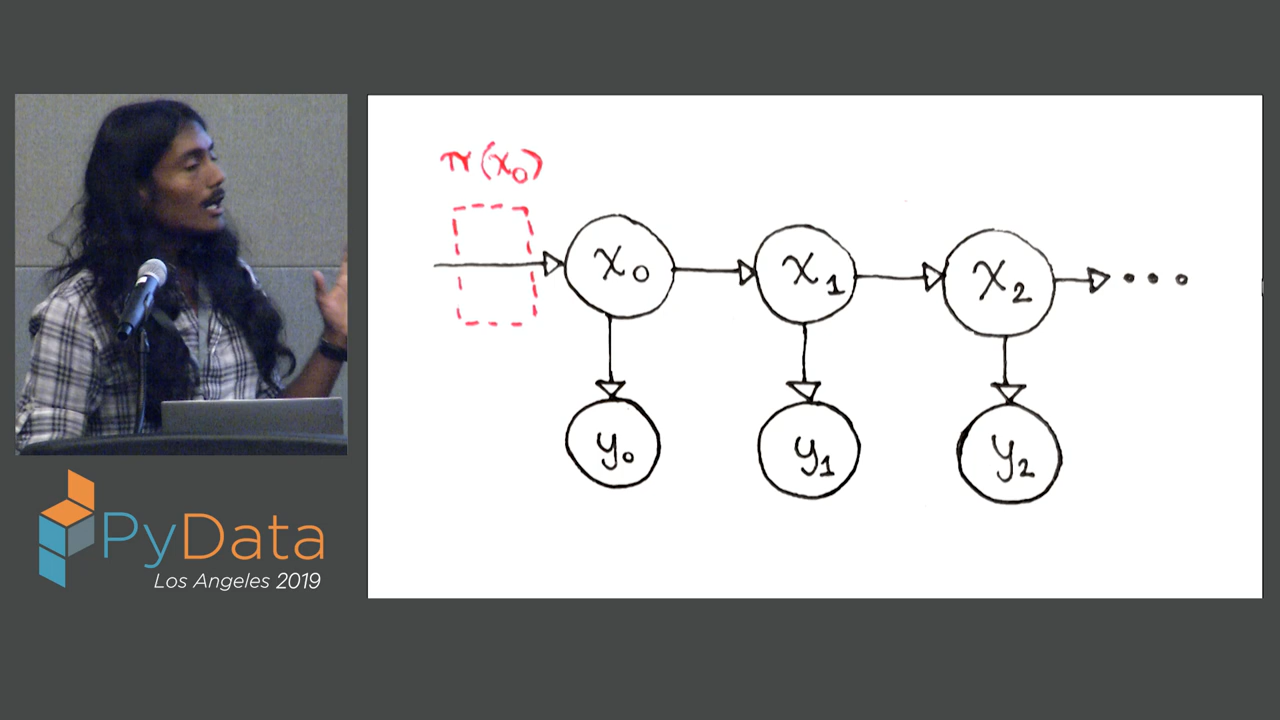 π(x₀)
x₀ x₁ x₂ •••
y₀ y₁ y₂
PyData
Los Angeles 2019